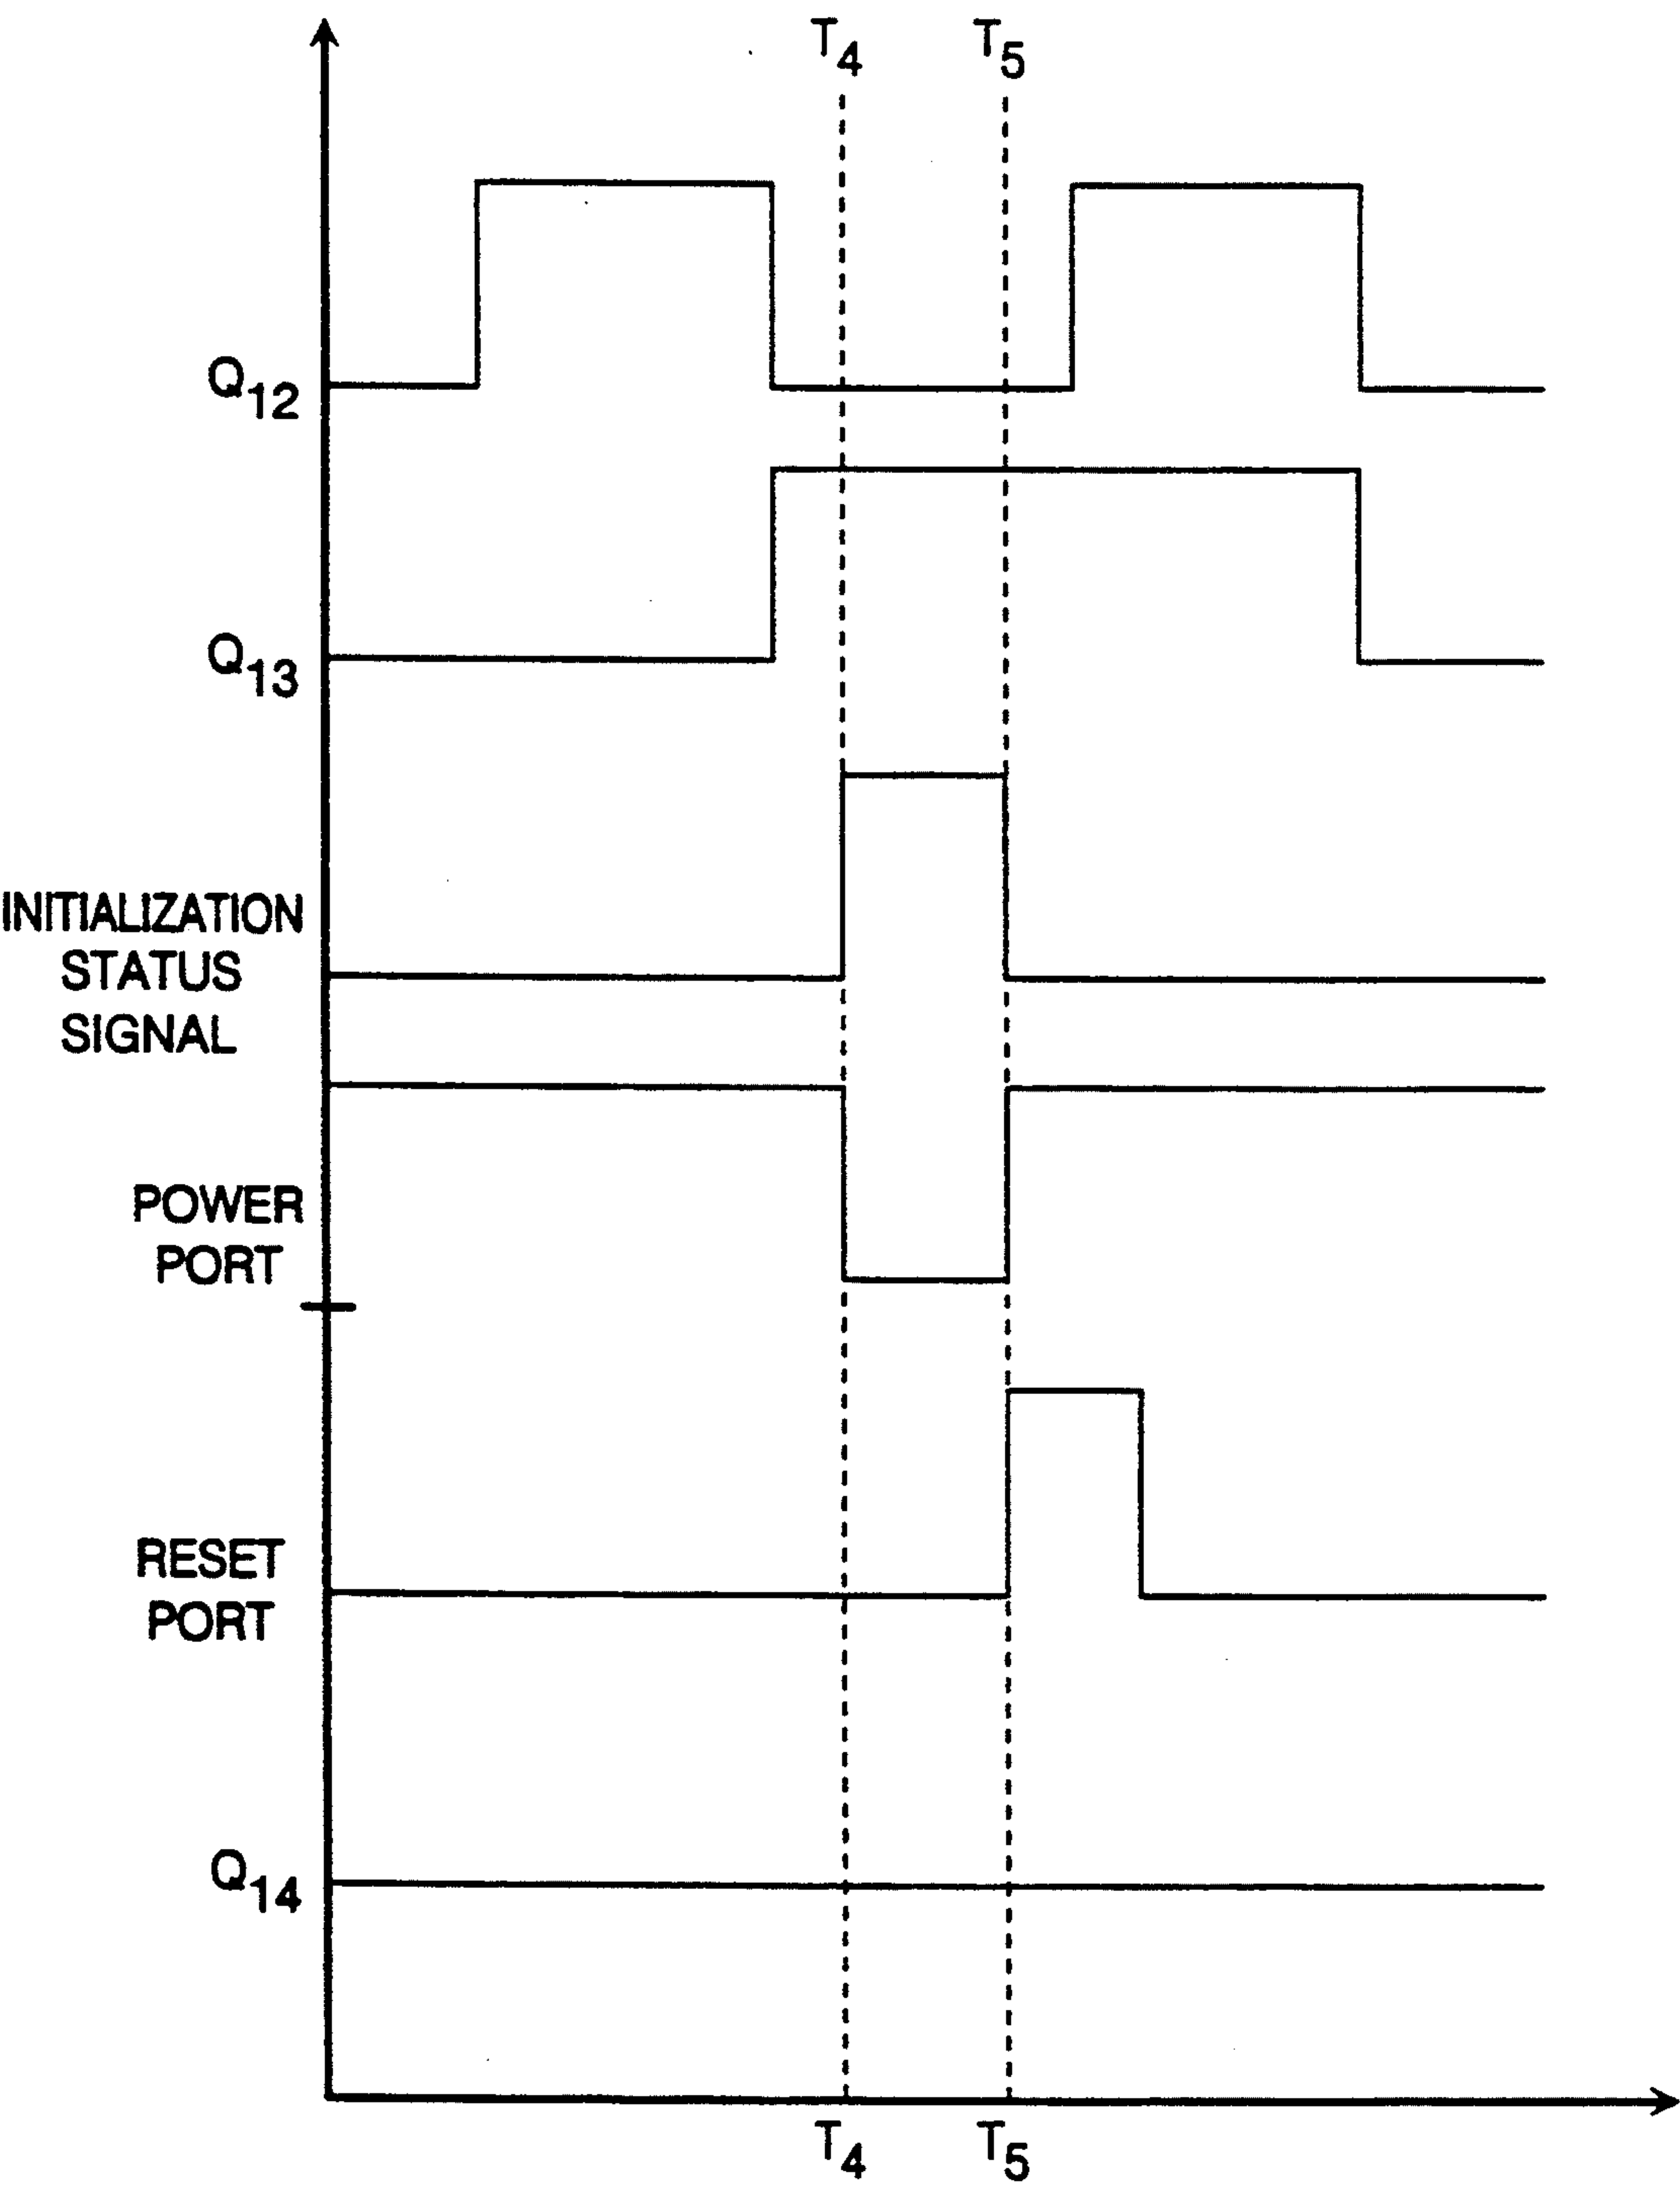 T4 T5
Q12
Q13
INITIALIZATION
STATUS
SIGNAL
POWER
PORT
RESET
PORT
Q14
T4 T5